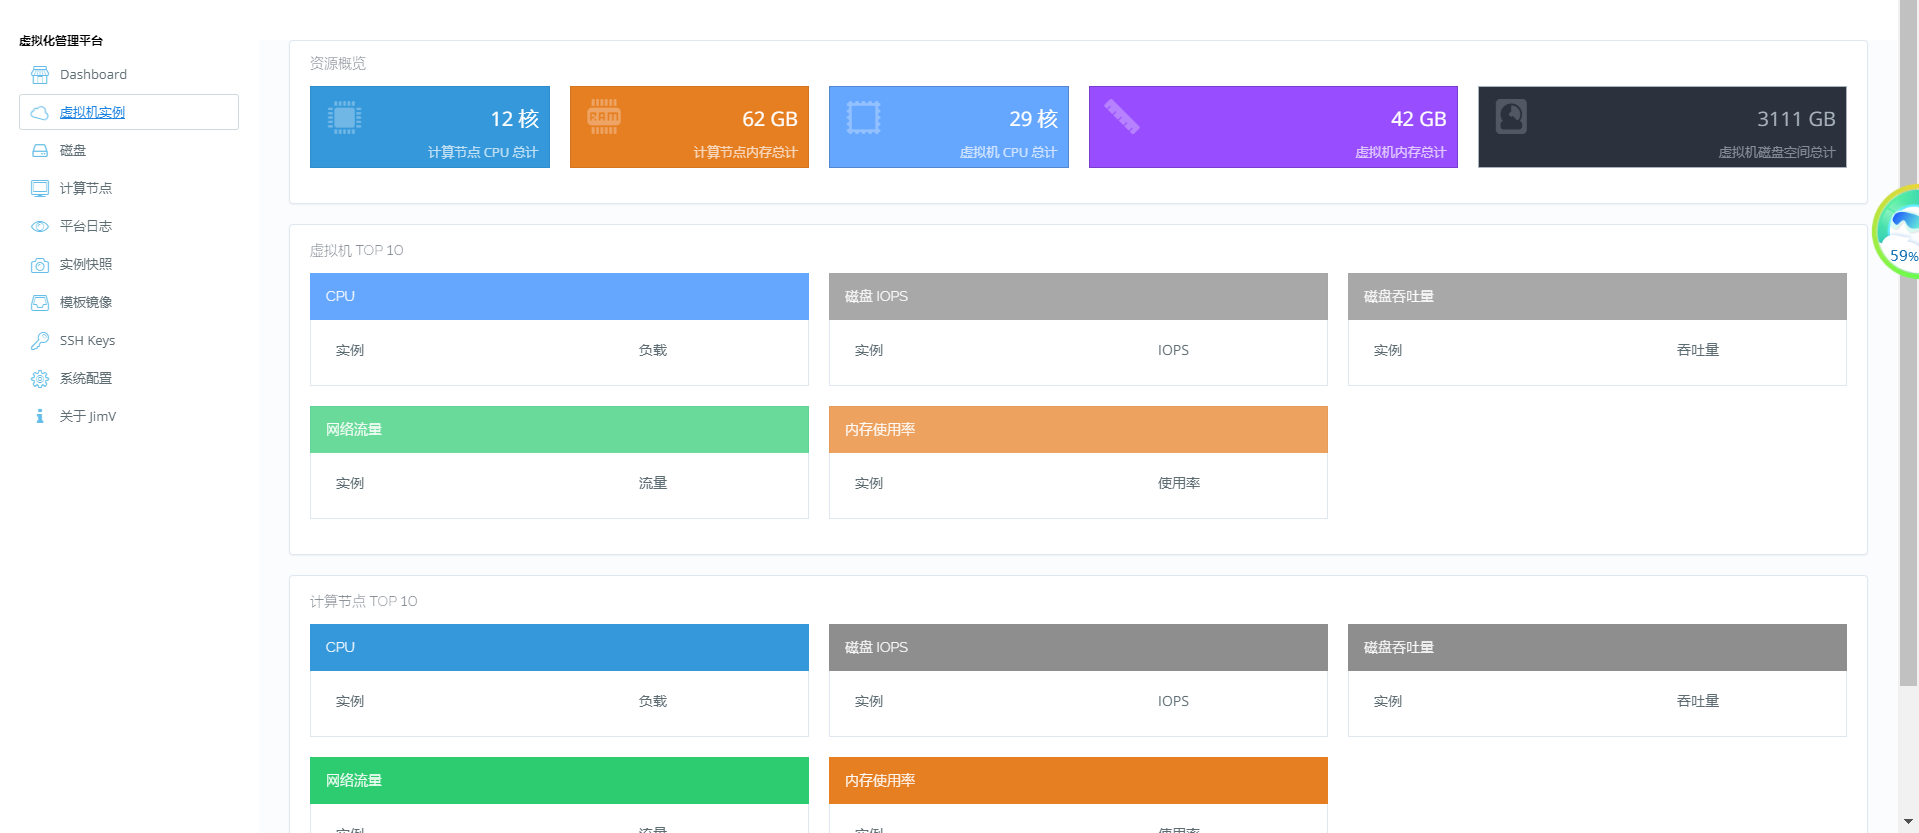 虚拟化管理平台
Dashboard
虚拟机实例
磁盘
计算节点
平台日志
实例快照
模板镜像
SSH Keys
系统配置
关于 JimV
资源概览
12 核
计算节点 CPU 总计
RAM
62 GB
计算节点内存总计
29 核
虚拟机 CPU 总计
42 GB
虚拟机内存总计
3111 GB
虚拟机磁盘空间总计
59%
虚拟机 TOP 10
CPU
实例 负载
磁盘 IOPS
实例 IOPS
磁盘吞吐量
实例 吞吐量
网络流量
实例 流量
内存使用率
实例 使用率
计算节点 TOP 10
CPU
实例 负载
磁盘 IOPS
实例 IOPS
磁盘吞吐量
实例 吞吐量
网络流量
实例 流量
内存使用率
实例 使用率